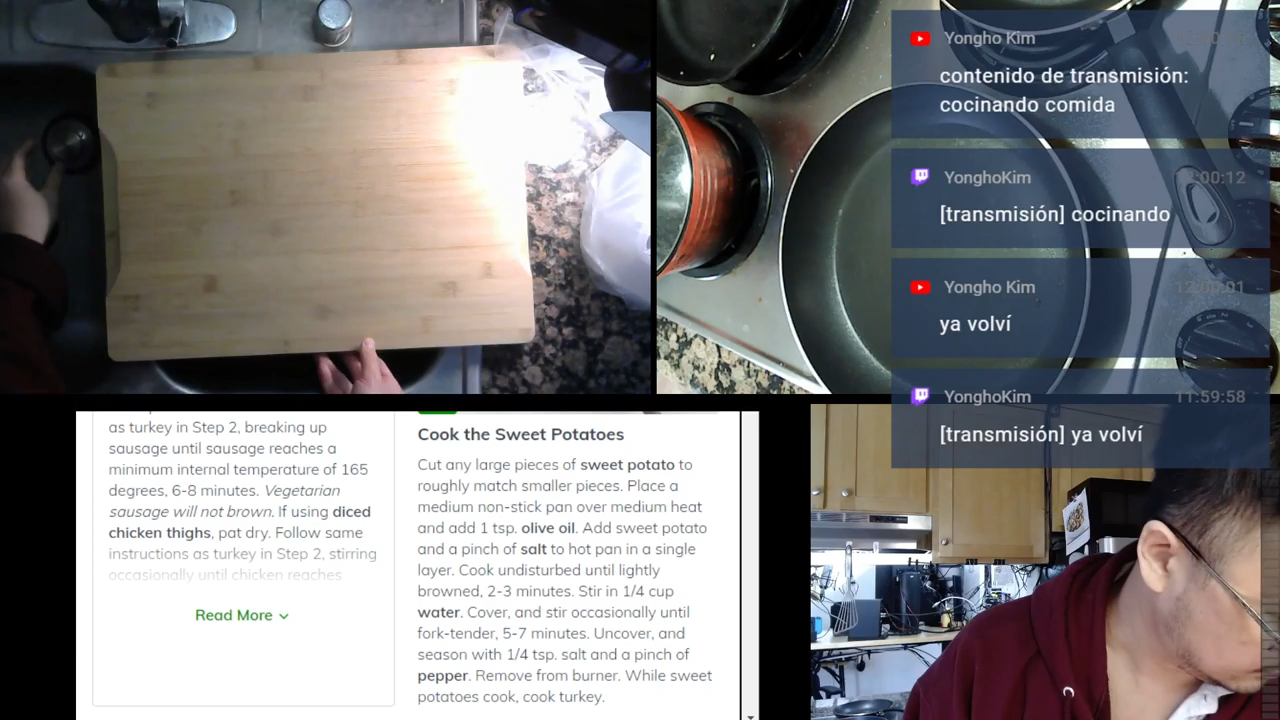 Yongho Kim
contenido de transmisión:
cocinando comida
YonghoKim
12:00:12
[transmisión] cocinando
Yongho Kim
12:00:01
ya volví
YonghoKim
11:59:58
[transmisión] ya volví
as turkey in Step 2, breaking up
sausage until sausage reaches a
minimum internal temperature of 165
degrees, 6-8 minutes. Vegetarian
sausage will not brown. If using diced
chicken thighs, pat dry. Follow same
instructions as turkey in Step 2, stirring
occasionally until chicken reaches
Read More
Cook the Sweet Potatoes
Cut any large pieces of sweet potato to
roughly match smaller pieces. Place a
medium non-stick pan over medium heat
and add 1 tsp. olive oil. Add sweet potato
and a pinch of salt to hot pan in a single
layer. Cook undisturbed until lightly
browned, 2-3 minutes. Stir in 1/4 cup
water. Cover, and stir occasionally until
fork-tender, 5-7 minutes. Uncover, and
season with 1/4 tsp. salt and a pinch of
pepper. Remove from burner. While sweet
potatoes cook, cook turkey.